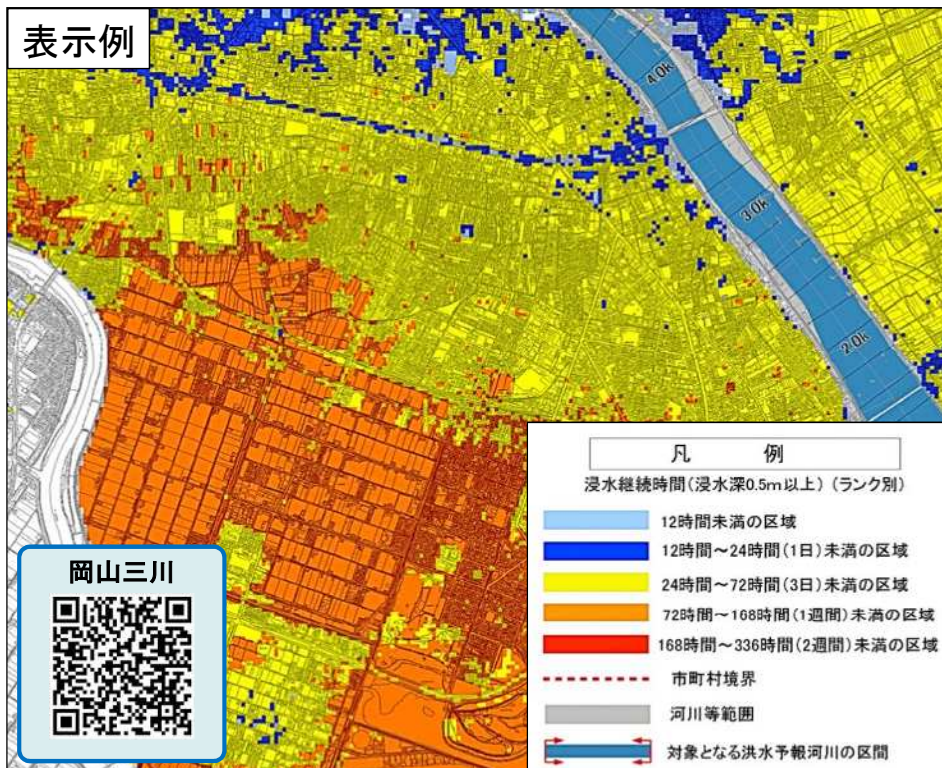 表示例
4.0k
3.0k
2.0k
岡山三川
凡 例
浸水継続時間(浸水深0.5m以上)(ランク別)
12時間未満の区域
12時間~24時間(1日)未満の区域
24時間~72時間(3日)未満の区域
72時間~168時間(1週間)未満の区域
168時間~336時間(2週間)未満の区域
市町村境界
河川等範囲
対象となる洪水予報河川の区間